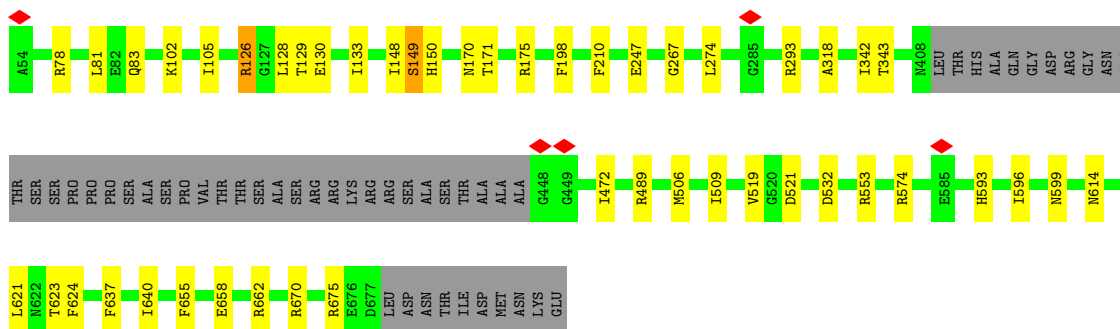 A54 R78 L81 E82 Q83 K102 I105 R126 G127 L128 T129 E130 I133 I148 S149 H150 N170 T171 R175 F198 F210 E247 G267 L274 G285 R293 A318 I342 T343 N408 LEU THR HIS ALA GLN GLY ASP ARG GLY ASN
THR SER SER PRO PRO PRO SER ALA SER PRO VAL THR THR SER ALA SER ARG ARG LYS ARG ARG SER ALA SER THR ALA ALA ALA G448 G449 I472 R489 M506 I509 V519 G520 D521 D532 R553 R574 E585 H593 I596 N599 N614
L621 N622 T623 F624 F637 I640 F655 E658 R662 R670 R675 E676 D677 LEU ASP ASN THR ILE ASP MET ASN LYS GLU